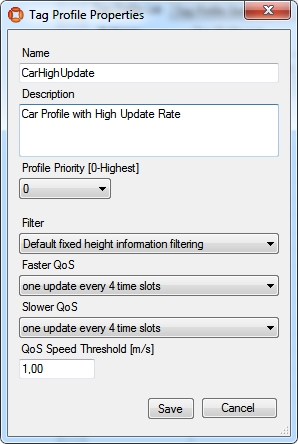 Tag Profile Properties
Name
CarHighUpdate
Description
Car Profile with High Update Rate
Profile Priority [0-Highest]
0
Filter
Default fixed height information filtering
Faster QoS
one update every 4 time slots
Slower QoS
one update every 4 time slots
QoS Speed Threshold [m/s]
1,00
Save
Cancel